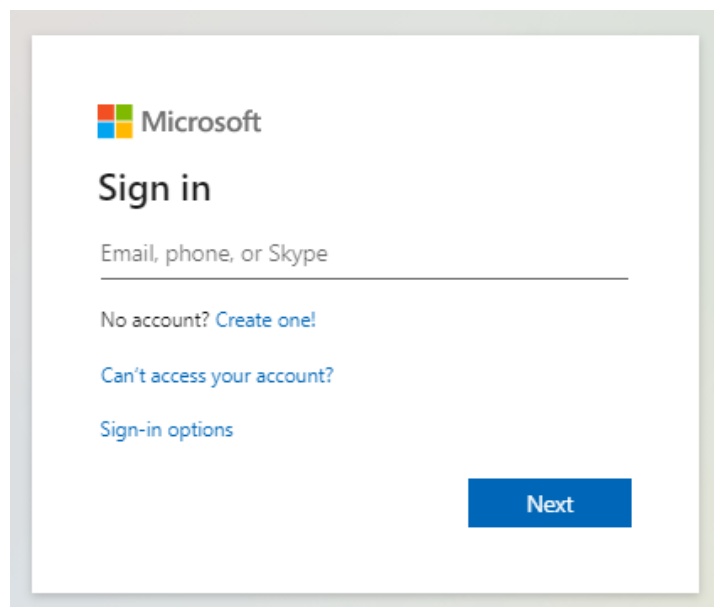 Microsoft
Sign in
Email, phone, or Skype
No account? Create one!
Can't access your account?
Sign-in options
Next